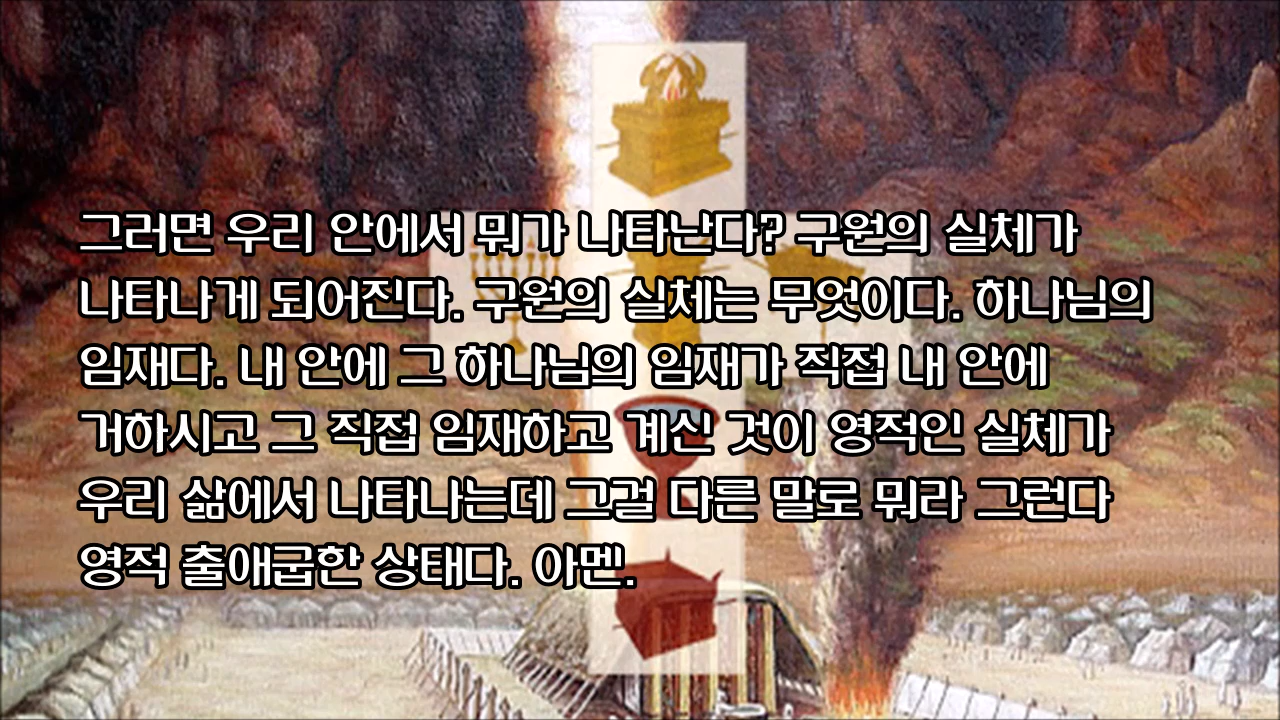 그러면 우리 안에서 뭐가 나타난다? 구원의 실체가
나타나게 되어진다. 구원의 실체는 무엇이다. 하나님의
임재다. 내 안에 그 하나님의 임재가 직접 내 안에
거하시고 그 직접 임재하고 계신 것이 영적인 실체가
우리 삶에서 나타나는데 그걸 다른 말로 뭐라 그런다
영적 출애굽한 상태다. 아멘.